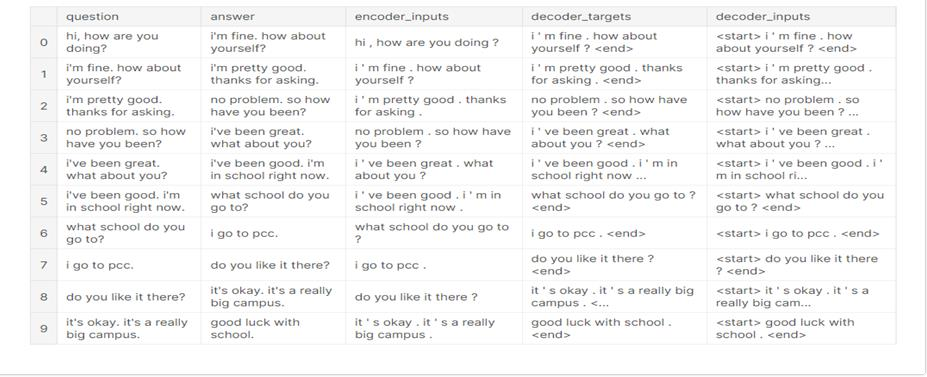 question answer encoder_inputs decoder_targets decoder_inputs
0 hi, how are you doing? i'm fine. how about yourself? hi , how are you doing ? i ' m fine . how about yourself ? <end> <start> i ' m fine . how about yourself ? <end>
1 i'm fine. how about yourself? i'm pretty good. thanks for asking. i ' m fine . how about yourself ? i ' m pretty good . thanks for asking . <end> <start> i ' m pretty good . thanks for asking...
2 i'm pretty good. thanks for asking. no problem. so how have you been? i ' m pretty good . thanks for asking . no problem . so how have you been ? <end> <start> no problem . so how have you been ? ...
3 no problem. so how have you been? i've been great. what about you? no problem . so how have you been ? i ' ve been great . what about you ? <end> <start> i ' ve been great . what about you ? ...
4 i've been great. what about you? i've been good. i'm in school right now. i ' ve been great . what about you ? i ' ve been good . i ' m in school right now ... <start> i ' ve been good . i ' m in school ri...
5 i've been good. i'm in school right now. what school do you go to? i ' ve been good . i ' m in school right now . what school do you go to ? <end> <start> what school do you go to ? <end>
6 what school do you go to? i go to pcc. what school do you go to ? i go to pcc . <end> <start> i go to pcc . <end>
7 i go to pcc. do you like it there? i go to pcc . do you like it there ? <end> <start> do you like it there ? <end>
8 do you like it there? it's okay. it's a really big campus. do you like it there ? it ' s okay . it ' s a really big campus . <... <start> it ' s okay . it ' s a really big cam...
9 it's okay. it's a really big campus. good luck with school. it ' s okay . it ' s a really big campus . good luck with school . <end> <start> good luck with school . <end>